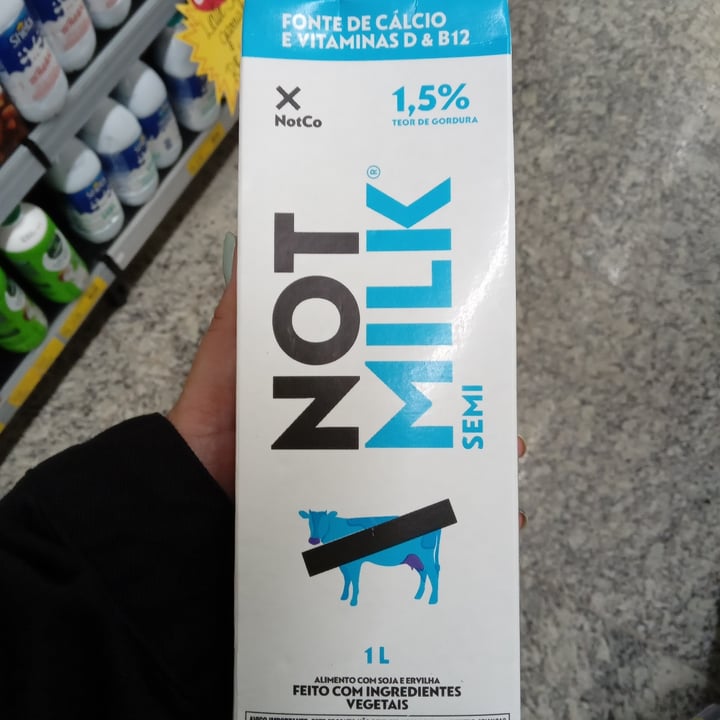 FONTE DE CÁLCIO
E VITAMINAS D & B12
NotCo
1,5%
TEOR DE GORDURA
NOT
MILK®
SEMI
1 L
ALIMENTO COM SOJA E ERVILHA
FEITO COM INGREDIENTES
VEGETAIS